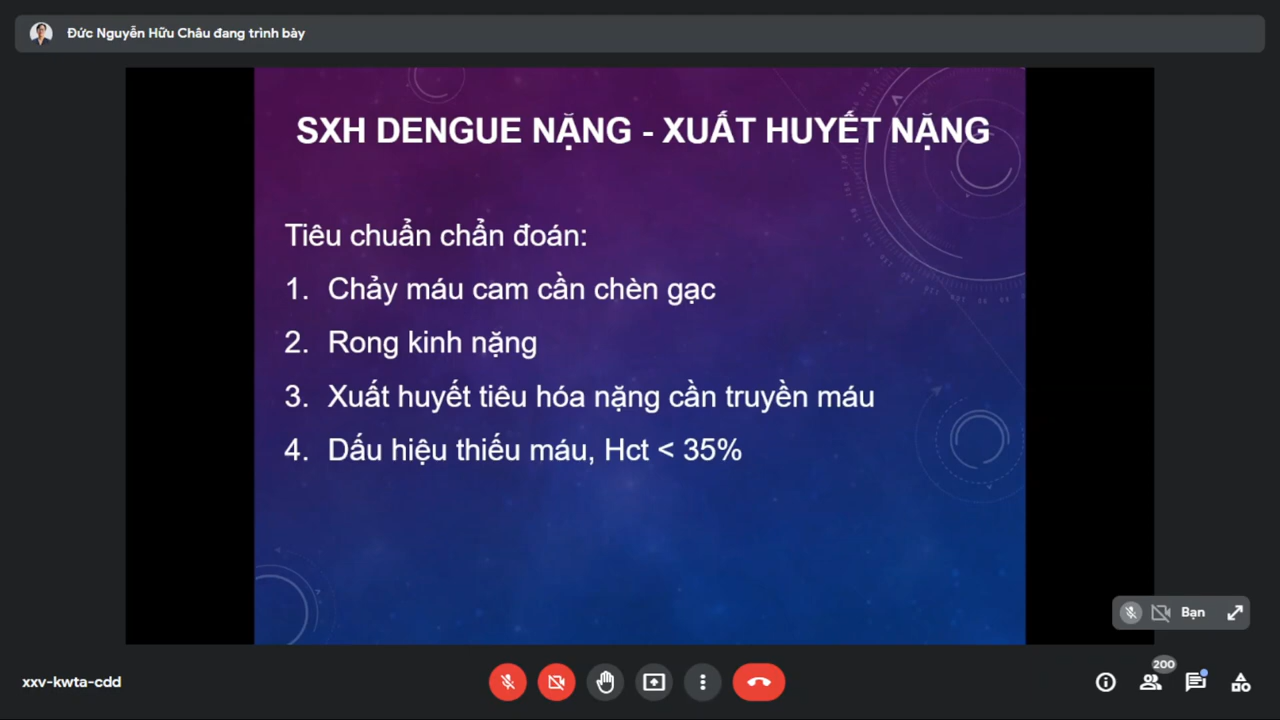 Đức Nguyễn Hữu Châu đang trình bày
SXH DENGUE NẶNG - XUẤT HUYẾT NẶNG
Tiêu chuẩn chẩn đoán:
1. Chảy máu cam cần chèn gạc
2. Rong kinh nặng
3. Xuất huyết tiêu hóa nặng cần truyền máu
4. Dấu hiệu thiếu máu, Hct < 35%
Bạn
xxv-kwta-cdd
200